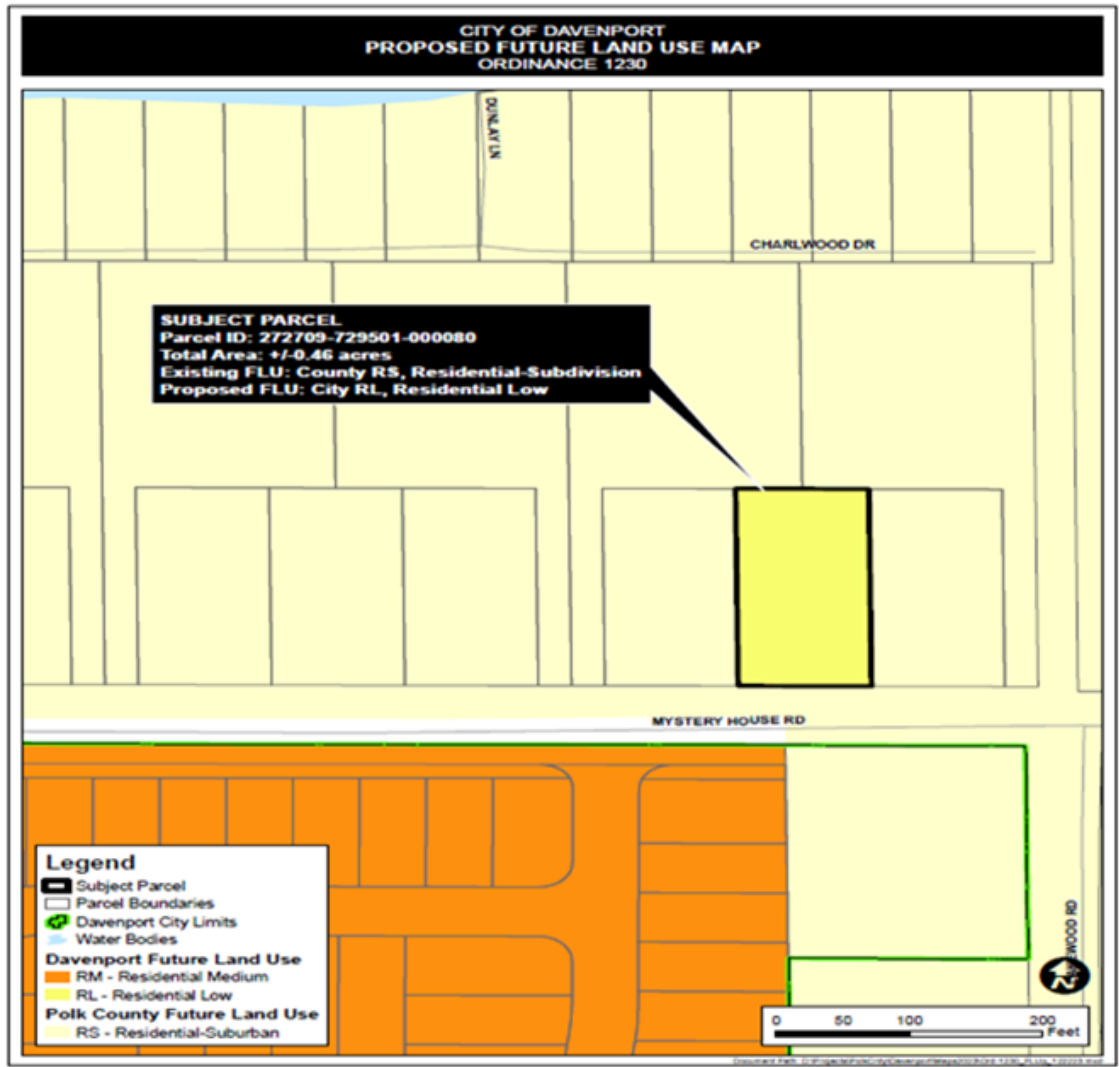 CITY OF DAVENPORT
PROPOSED FUTURE LAND USE MAP
ORDINANCE 1230
DUNLAY LN
CHARLWOOD DR
SUBJECT PARCEL
Parcel ID: 272709-729501-000080
Total Area: +/-0.46 acres
Existing FLU: County RS, Residential-Subdivision
Proposed FLU: City RL, Residential Low
MYSTERY HOUSE RD
Legend
Subject Parcel
Parcel Boundaries
Davenport City Limits
Water Bodies
Davenport Future Land Use
RM - Residential Medium
RL - Residential Low
Polk County Future Land Use
RS - Residential-Suburban
EWOOD RD
N
0 50 100 200
Feet